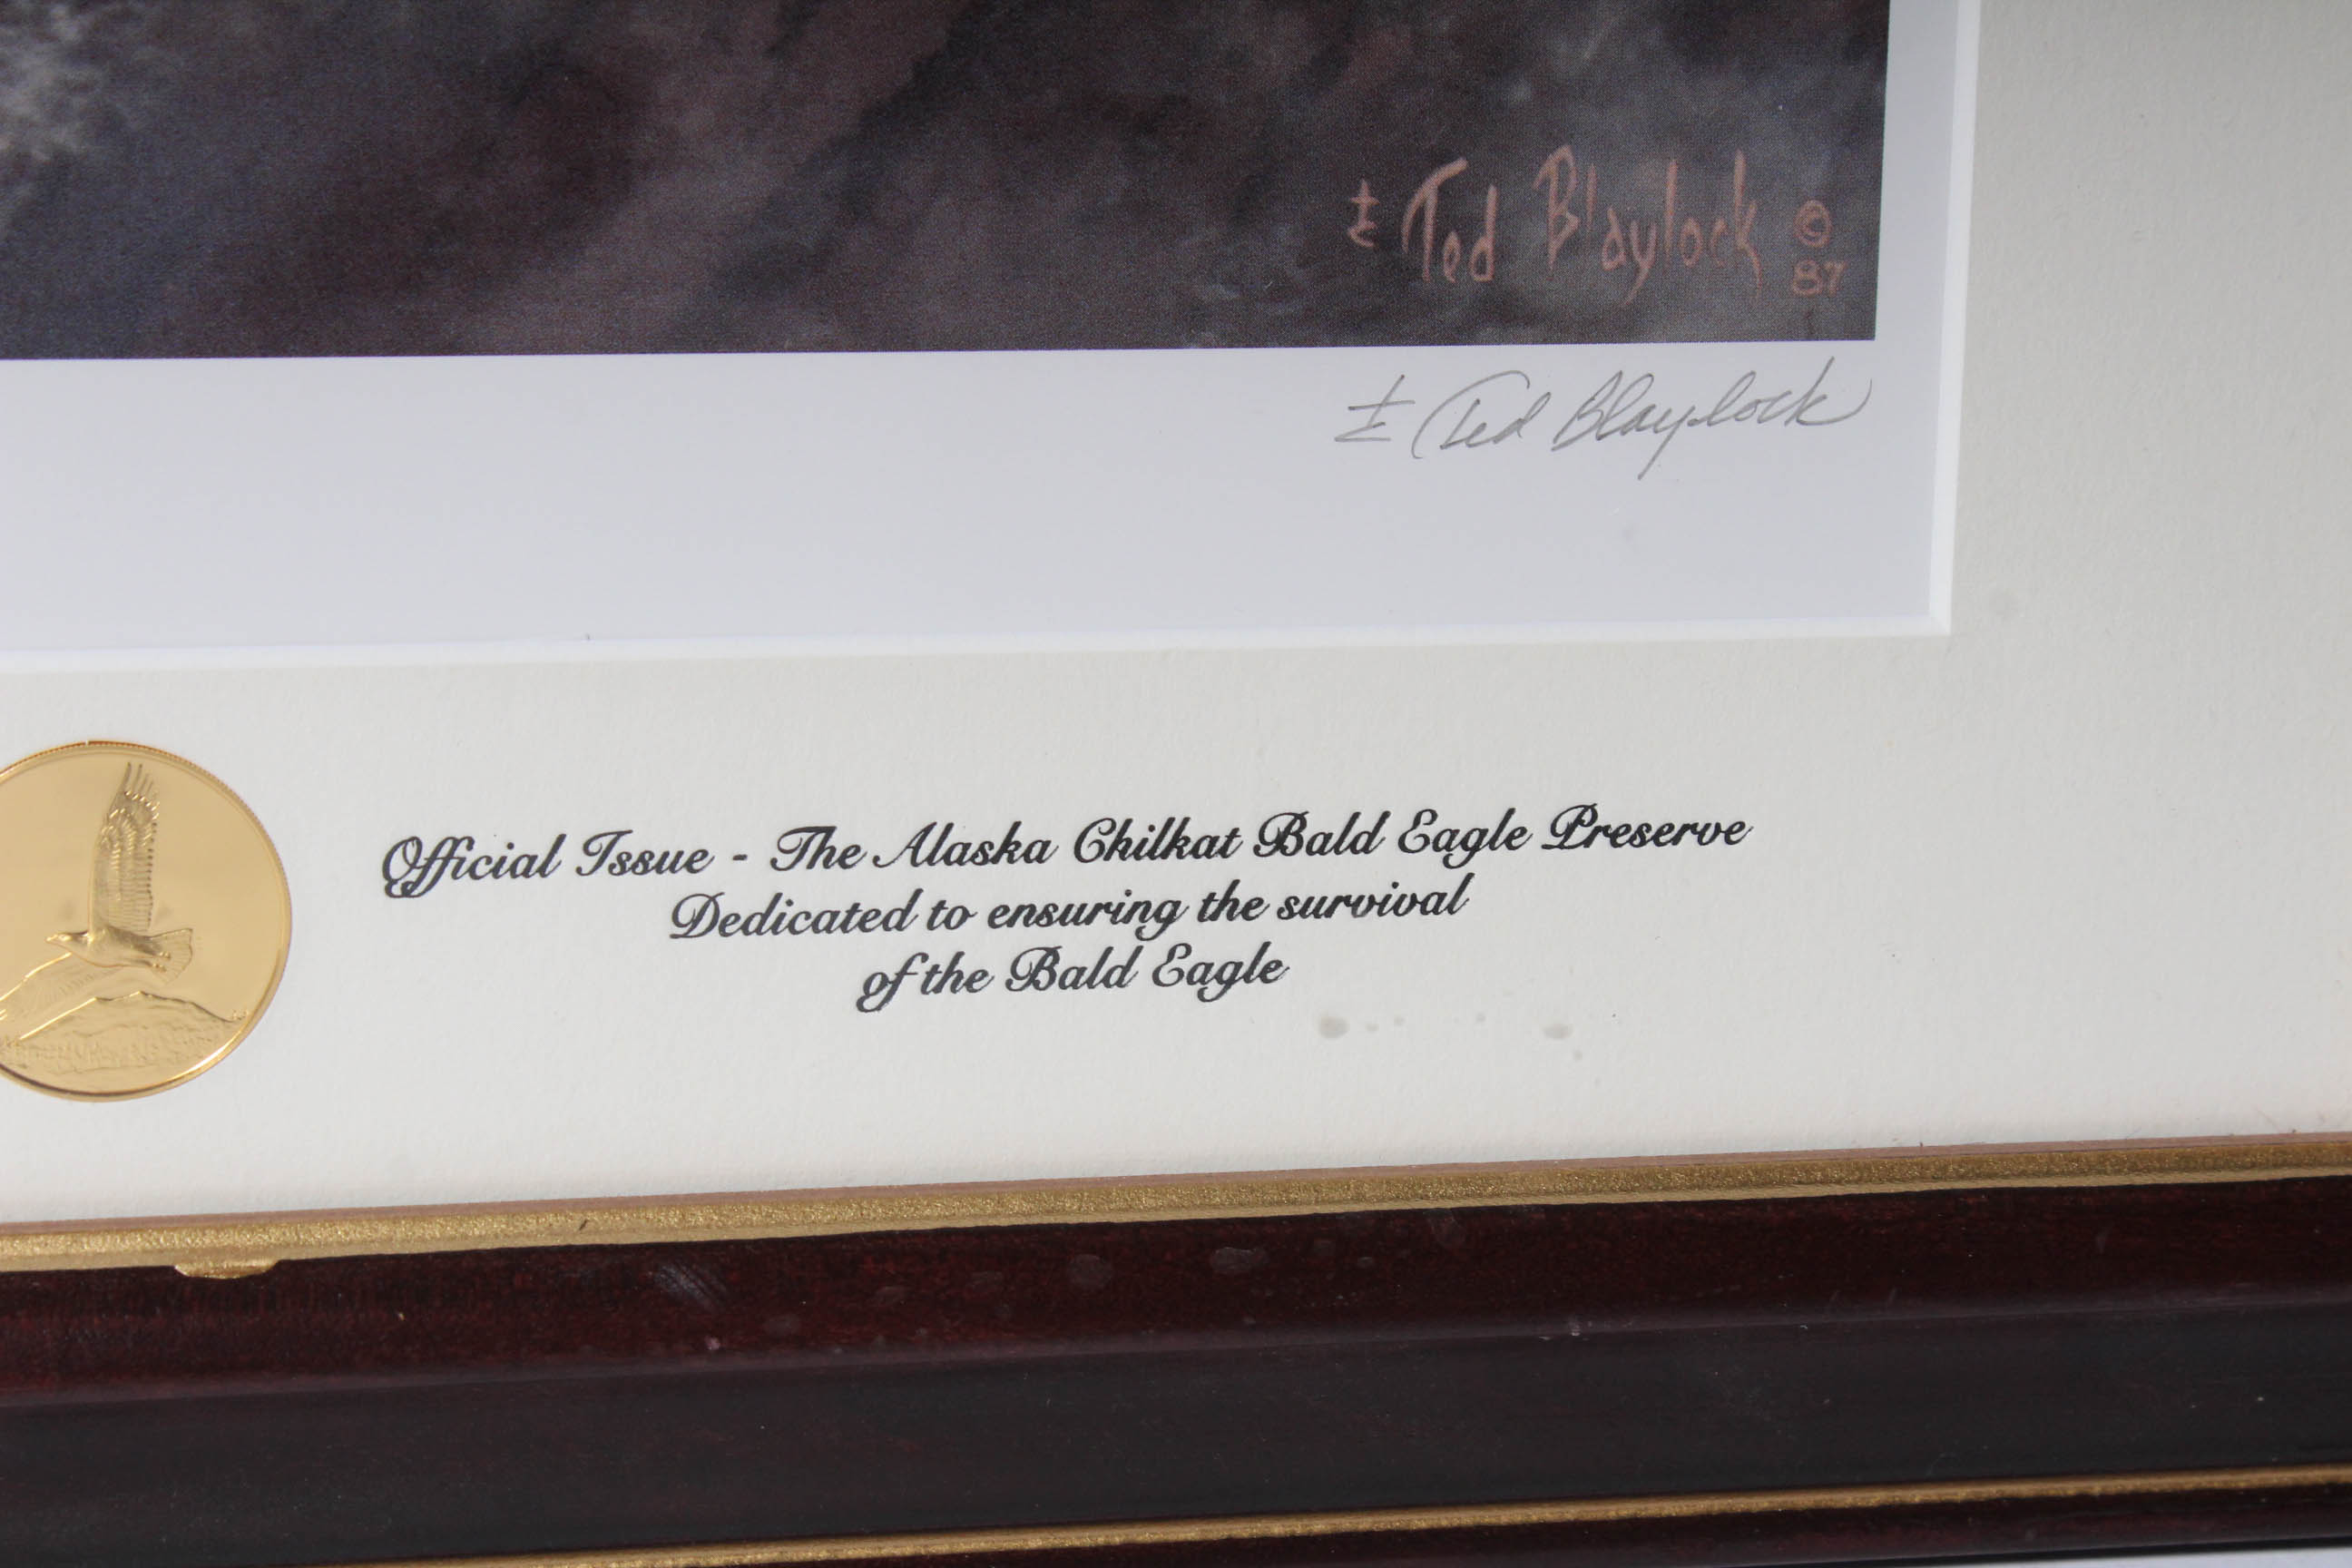 Ted Blaylock ©
87
Ted Blaylock
Official Issue - The Alaska Chilkat Bald Eagle Preserve
Dedicated to ensuring the survival
of the Bald Eagle